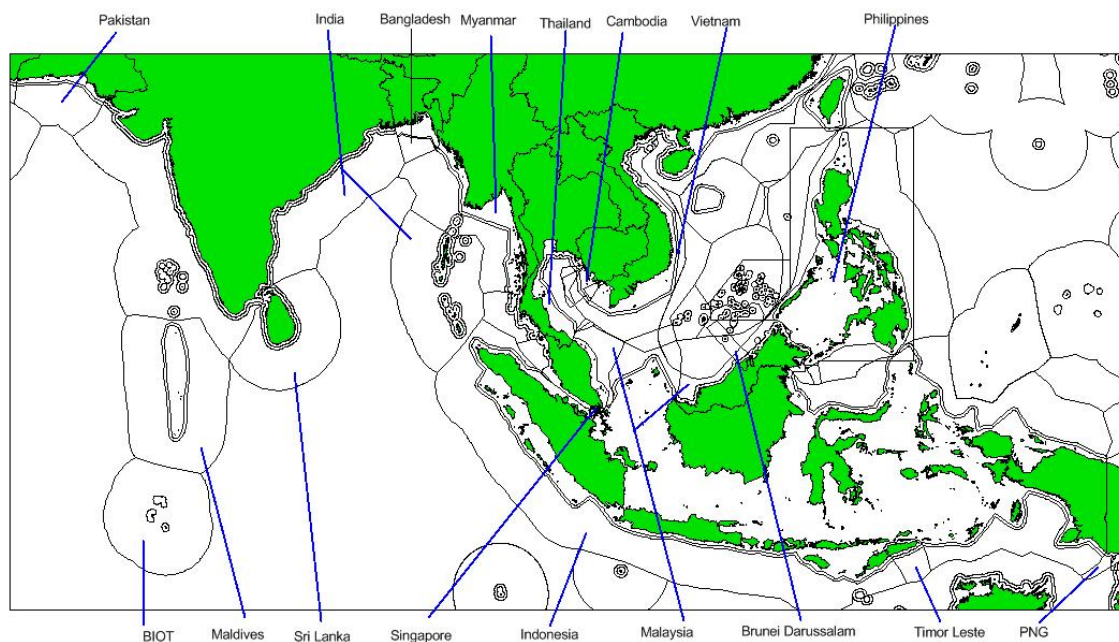 Pakistan
India
Bangladesh
Myanmar
Thailand
Cambodia
Vietnam
Philippines
BIOT
Maldives
Sri Lanka
Singapore
Indonesia
Malaysia
Brunei Darussalam
Timor Leste
PNG